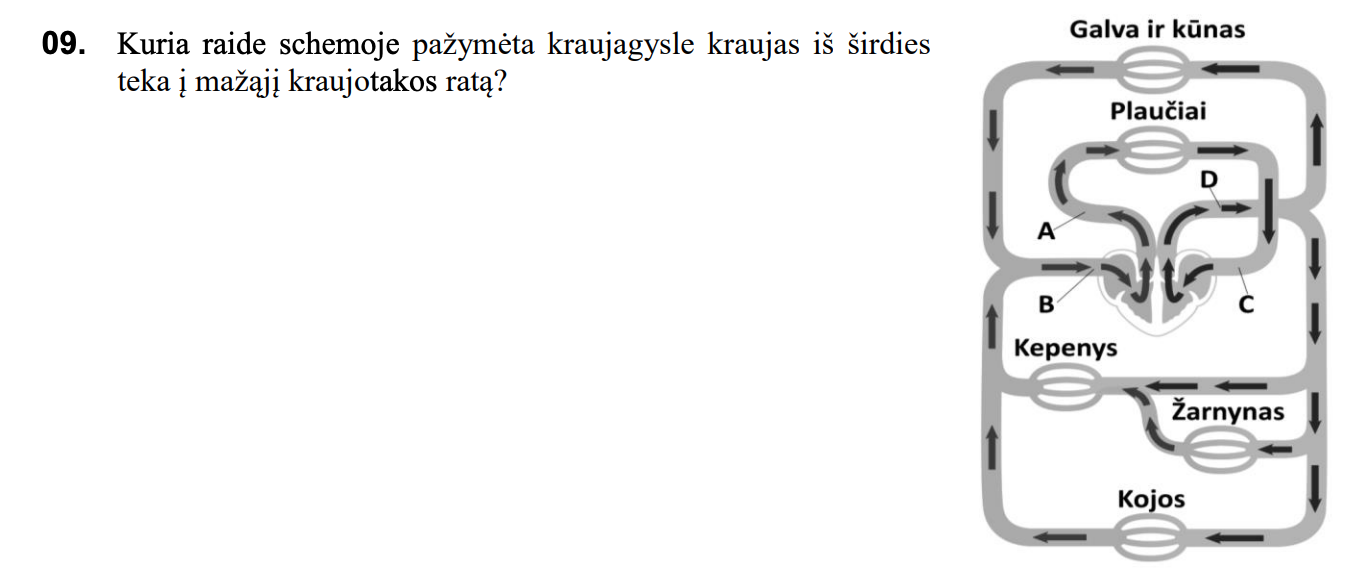 09. Kuria raide schemoje pažymėta kraujagysle kraujas iš širdies
teka į mažąjį kraujotakos ratą?
Galva ir kūnas
Plaučiai
D
A
B
C
Kepenys
Žarnynas
Kojos